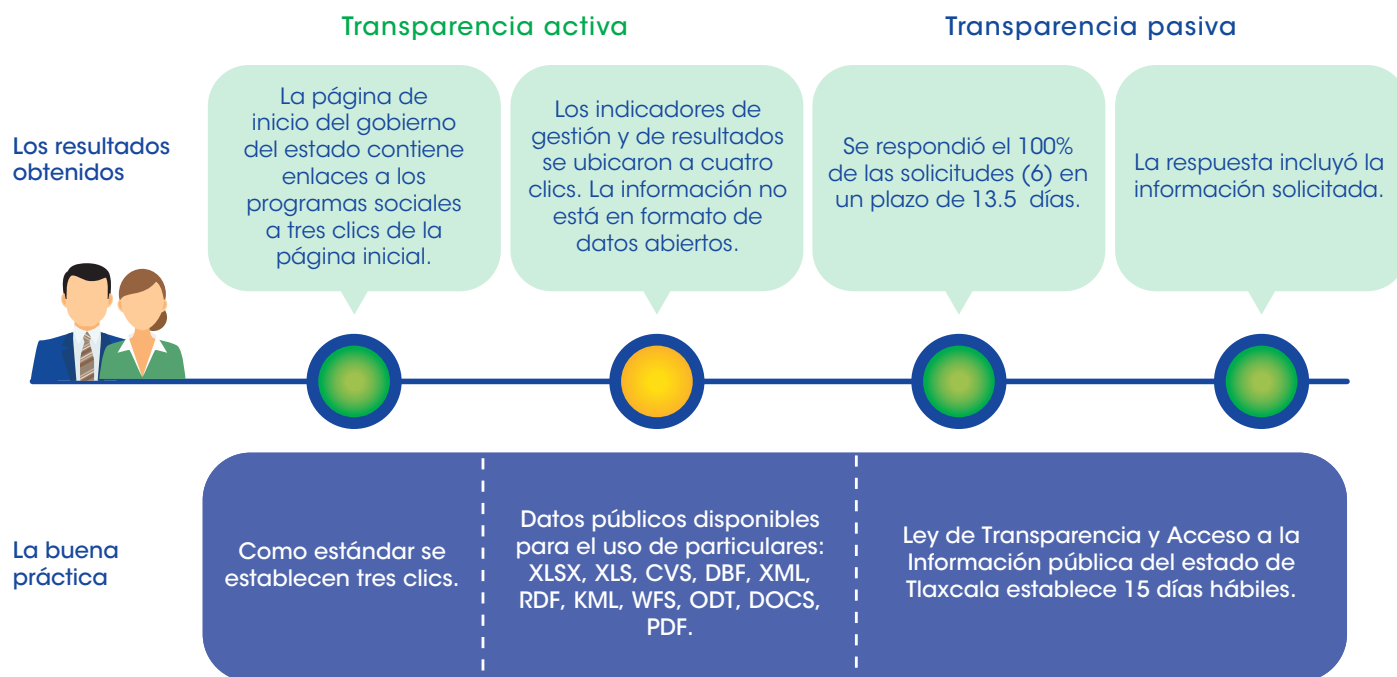 Transparencia activa
Transparencia pasiva
Los resultados
obtenidos
La página de
inicio del gobierno
del estado contiene
enlaces a los
programas sociales
a tres clics de la
página inicial.
Los indicadores de
gestión y de resultados
se ubicaron a cuatro
clics. La información no
está en formato de
datos abiertos.
Se respondió el 100%
de las solicitudes (6) en
un plazo de 13.5 días.
La respuesta incluyó la
información solicitada.
La buena
práctica
Como estándar se
establecen tres clics.
Datos públicos disponibles
para el uso de particulares:
XLSX, XLS, CVS, DBF, XML,
RDF, KML, WFS, ODT, DOCS,
PDF.
Ley de Transparencia y Acceso a la
Información pública del estado de
Tlaxcala establece 15 días hábiles.